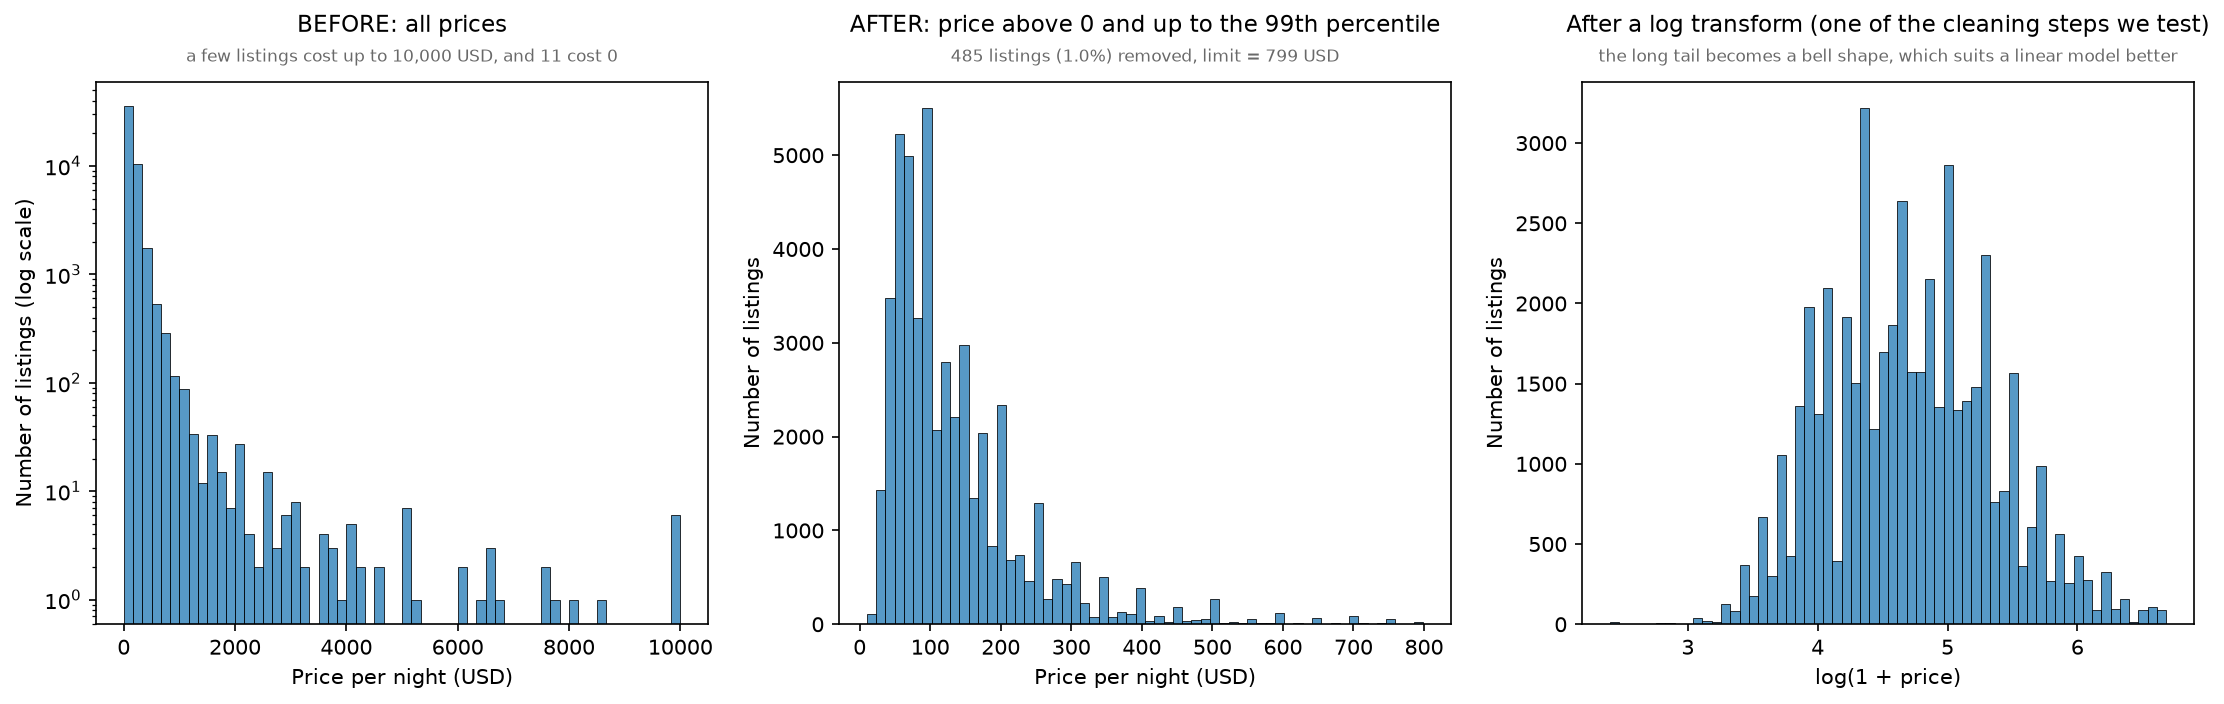 BEFORE: all prices
a few listings cost up to 10,000 USD, and 11 cost 0
Number of listings (log scale)
10^4
10^3
10^2
10^1
10^0
0 2000 4000 6000 8000 10000
Price per night (USD)
AFTER: price above 0 and up to the 99th percentile
485 listings (1.0%) removed, limit = 799 USD
Number of listings
5000
4000
3000
2000
1000
0
0 100 200 300 400 500 600 700 800
Price per night (USD)
After a log transform (one of the cleaning steps we test)
the long tail becomes a bell shape, which suits a linear model better
Number of listings
3000
2500
2000
1500
1000
500
0
3 4 5 6
log(1 + price)